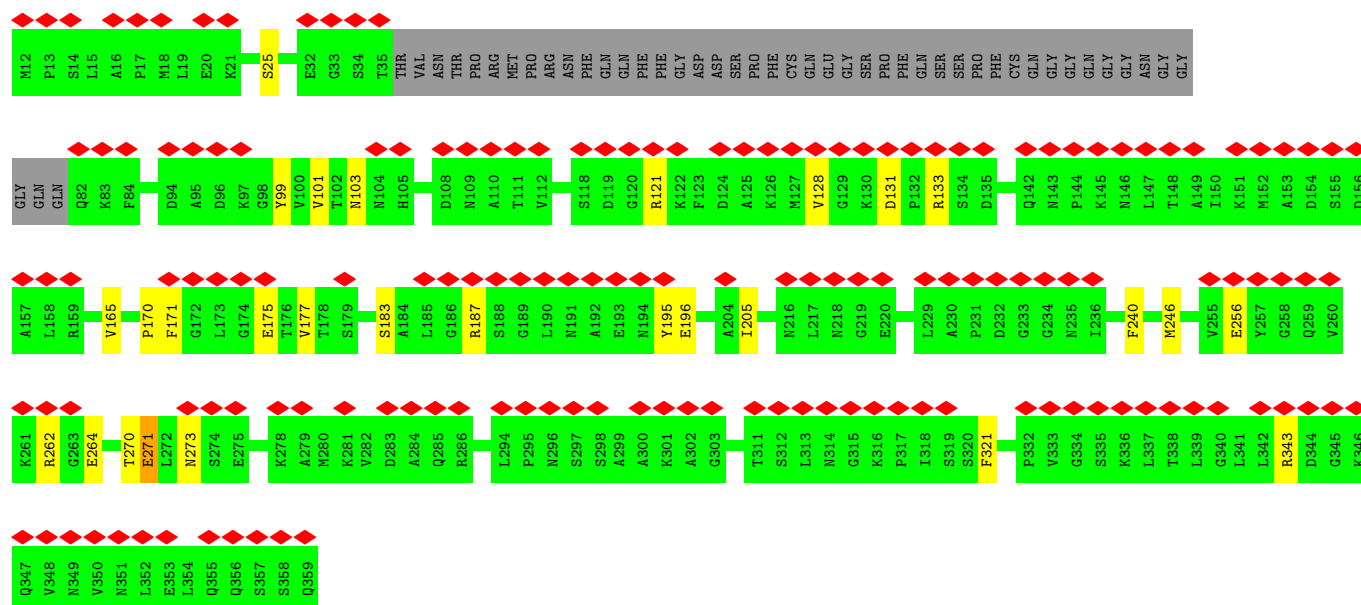 M12 P13 S14 L15 A16 P17 M18 L19 E20 K21 S25 E32 G33 S34 T35 THR VAL ASN THR PRO ARG MET PRO ARG ASN PHE GLN GLN PHE PHE GLY ASP ASP SER PRO PHE CYS GLN GLU GLY SER PRO PHE GLN SER SER PRO PHE CYS GLN GLY GLY GLN GLY GLY ASN GLY GLY
GLY GLN GLN Q82 K83 F84 D94 A95 D96 K97 G98 Y99 V100 V101 T102 N103 N104 H105 D108 N109 A110 T111 V112 S118 D119 G120 R121 K122 F123 D124 A125 K126 M127 V128 G129 K130 D131 P132 R133 S134 D135 Q142 N143 P144 K145 N146 L147 T148 A149 I150 K151 M152 A153 D154 S155 D156
A157 L158 R159 V165 P170 F171 G172 L173 G174 E175 T176 V177 T178 S179 S183 A184 L185 G186 R187 S188 G189 L190 N191 A192 E193 N194 Y195 E196 A204 I205 N216 L217 N218 G219 E220 L229 A230 P231 D232 G233 G234 N235 I236 F240 M246 V255 E256 Y257 G258 Q259 V260
K261 R262 G263 E264 T270 E271 L272 N273 S274 E275 K278 A279 M280 K281 V282 D283 A284 Q285 R286 L294 P295 N296 S297 S298 A299 A300 K301 A302 G303 T311 S312 L313 N314 G315 K316 P317 I318 S319 S320 F321 P332 V333 G334 S335 K336 L337 T338 L339 G340 L341 L342 R343 D344 G345 K346
Q347 V348 N349 V350 N351 L352 E353 L354 Q355 Q356 S357 S358 Q359